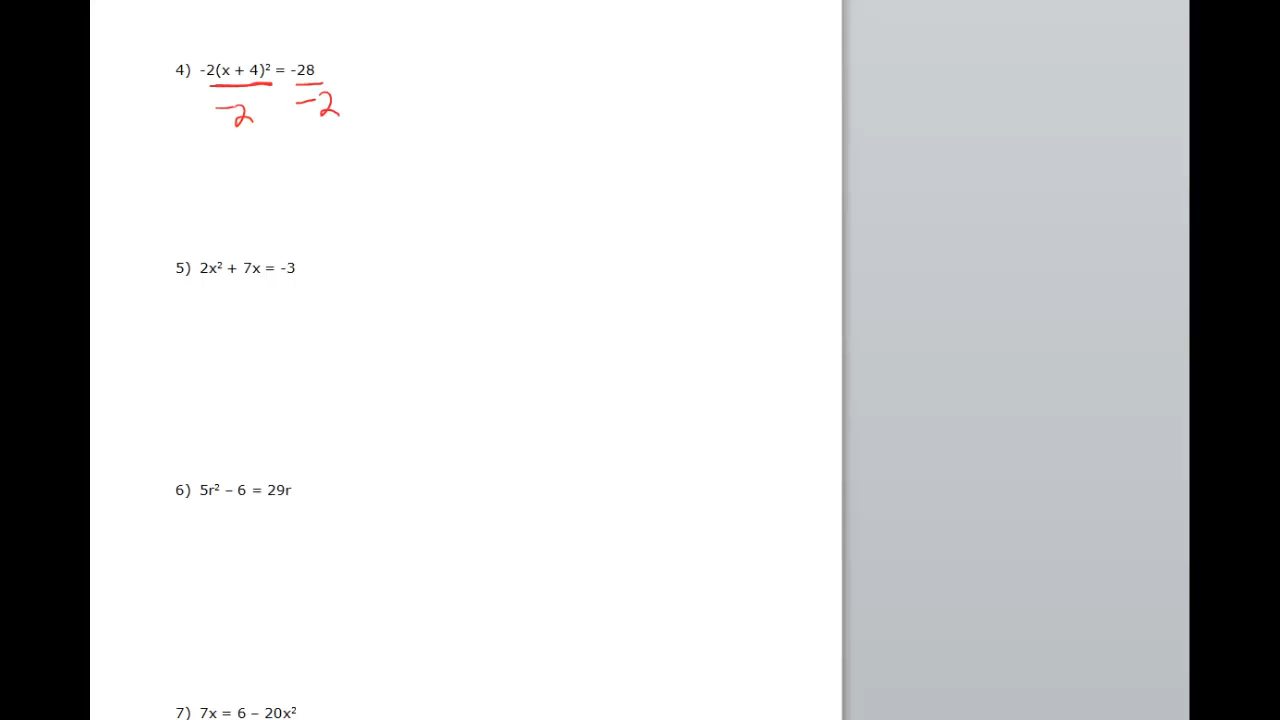 4) -2(x + 4)² = -28
-2 -2
5) 2x² + 7x = -3
6) 5r² – 6 = 29r
7) 7x = 6 – 20x²